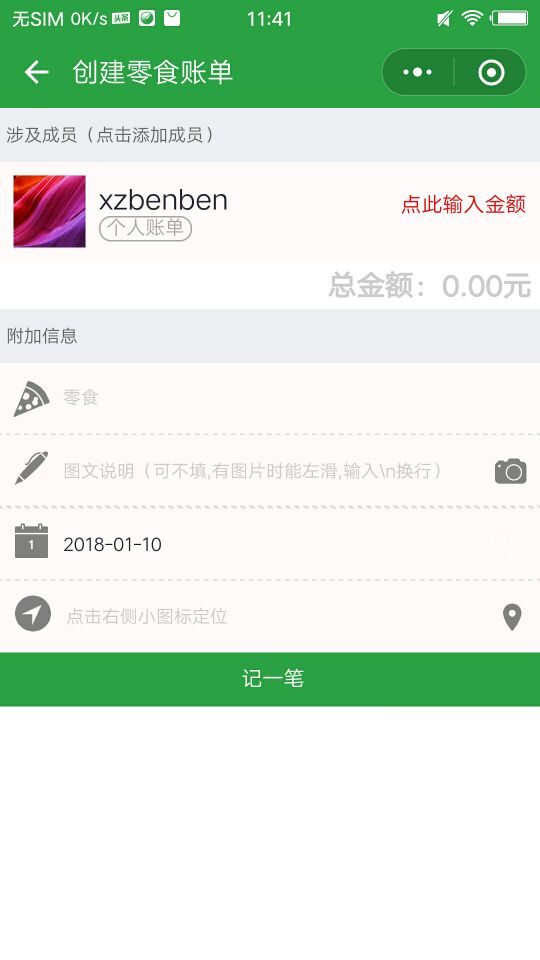 无SIM 0K/s 头条 11:41
创建零食账单
涉及成员（点击添加成员）
xzbenben
个人账单
点此输入金额
总金额：0.00元
附加信息
零食
图文说明（可不填,有图片时能左滑,输入\n换行）
1 2018-01-10
点击右侧小图标定位
记一笔